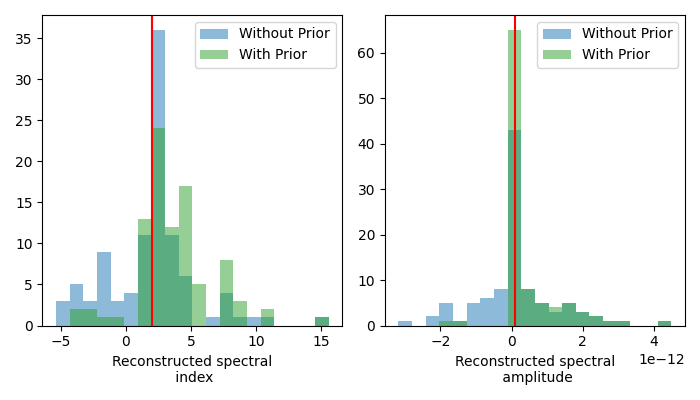 Without Prior
With Prior
35
30
25
20
15
10
5
0
−5
0
5
10
15
Reconstructed spectral
index
Without Prior
With Prior
60
50
40
30
20
10
0
−2
0
2
4
1e−12
Reconstructed spectral
amplitude